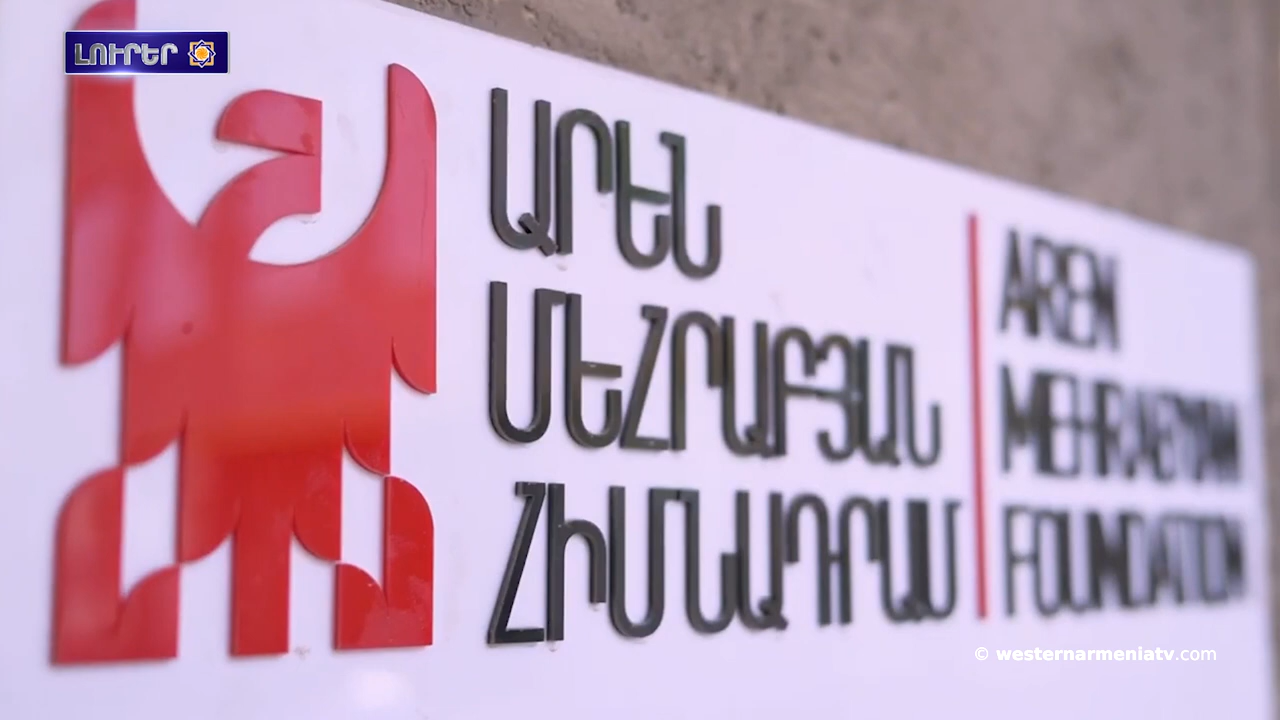 ԼՈՒՐԵՐ
ԱՐԵՆ
ՄԵՀՐԱԲՅԱՆ
ՀԻՄՆԱԴՐԱՄ
AREN
MEHRABYAN
FOUNDATION
© westernarmeniatv.com